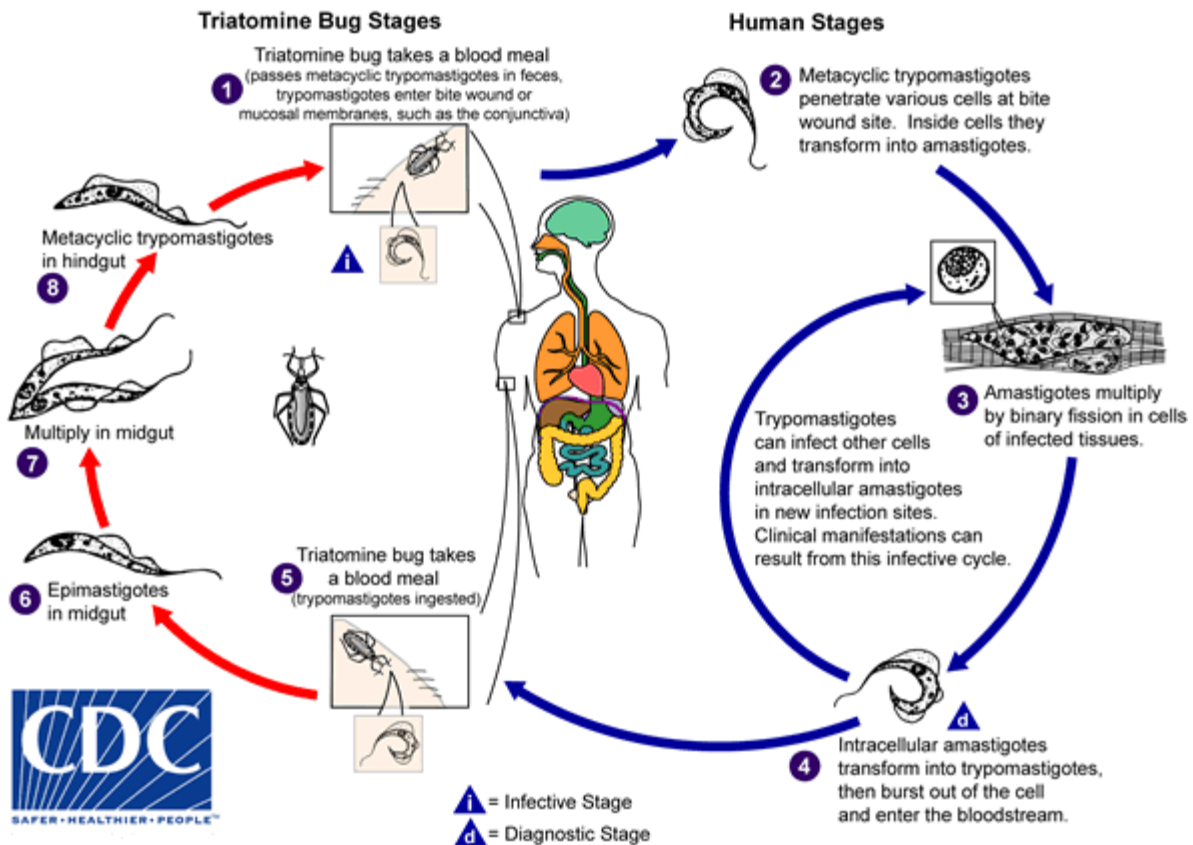 Triatomine Bug Stages
Human Stages
1
Triatomine bug takes a blood meal
(passes metacyclic trypomastigotes in feces,
trypomastigotes enter bite wound or
mucosal membranes, such as the conjunctiva)
i
2
Metacyclic trypomastigotes
penetrate various cells at bite
wound site. Inside cells they
transform into amastigotes.
3
Amastigotes multiply
by binary fission in cells
of infected tissues.
Trypomastigotes
can infect other cells
and transform into
intracellular amastigotes
in new infection sites.
Clinical manifestations can
result from this infective cycle.
d
4
Intracellular amastigotes
transform into trypomastigotes,
then burst out of the cell
and enter the bloodstream.
5
Triatomine bug takes
a blood meal
(trypomastigotes ingested)
6
Epimastigotes
in midgut
Multiply in midgut
7
Metacyclic trypomastigotes
in hindgut
8
CDC
SAFER•HEALTHIER•PEOPLE™
i = Infective Stage
d = Diagnostic Stage